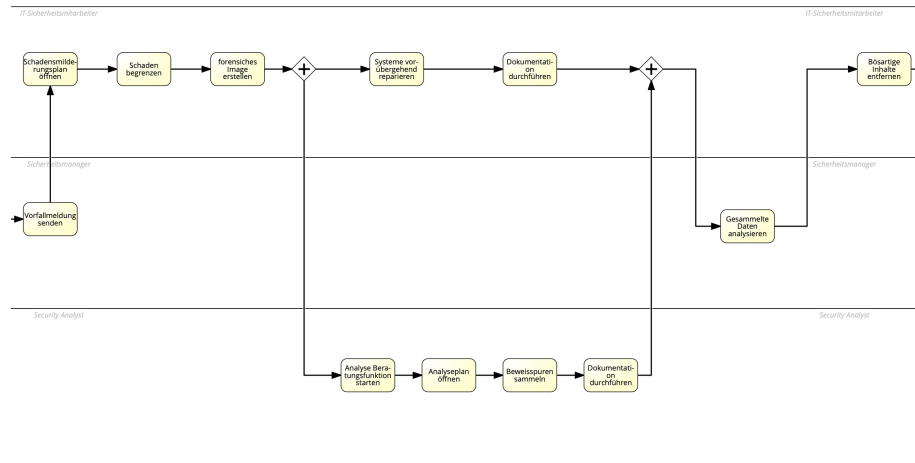 IT-Sicherheitsmitarbeiter
IT-Sicherheitsmitarbeiter
Schadensmilde-
rungsplan
öffnen
Schaden
begrenzen
forensiches
Image
erstellen
Systeme vor-
übergehend
reparieren
Dokumentati-
on
durchführen
Bösartige
Inhalte
entfernen
Sicherheitsmanager
Sicherheitsmanager
Vorfallmeldung
senden
Gesammelte
Daten
analysieren
Security Analyst
Security Analyst
Analyse Bera-
tungsfunktion
starten
Analyseplan
öffnen
Beweisspuren
sammeln
Dokumentati-
on
durchführen